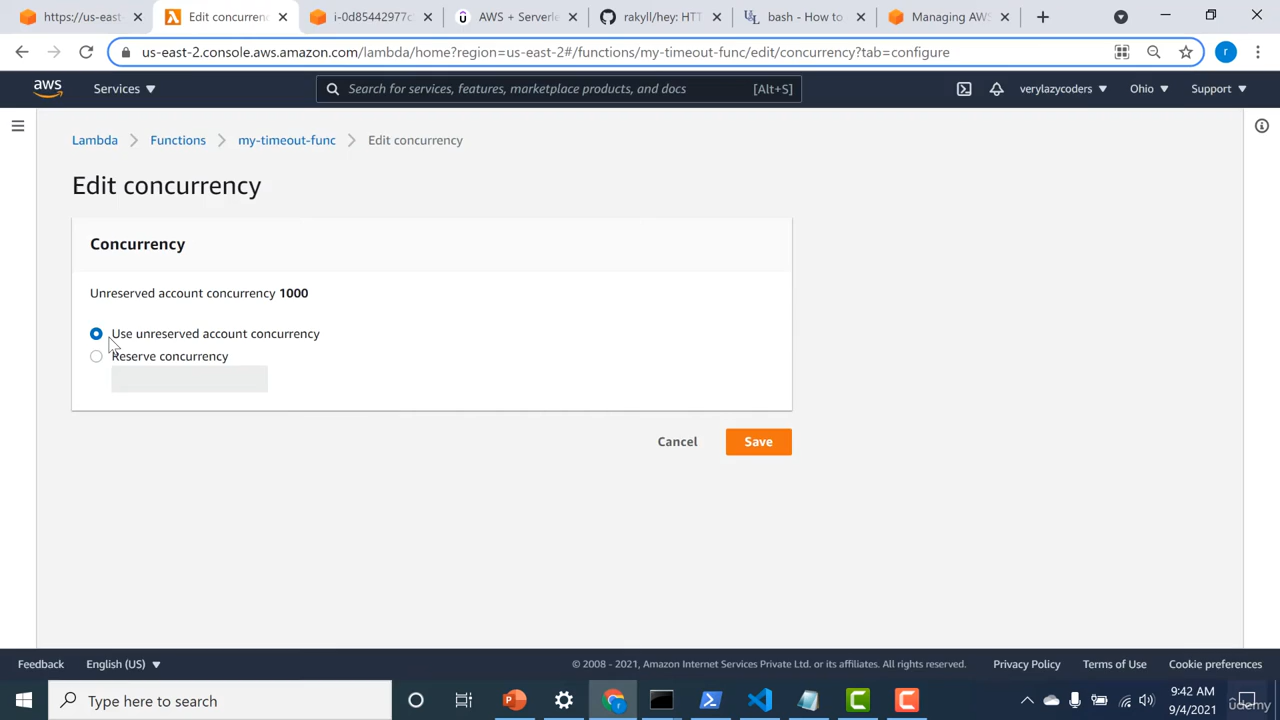 https://us-east-
Edit concurrenc
i-0d85442977c
AWS + Serverle
rakyll/hey: HTT
bash - How to
Managing AWS
us-east-2.console.aws.amazon.com/lambda/home?region=us-east-2#/functions/my-timeout-func/edit/concurrency?tab=configure
r
aws
Services
Search for services, features, marketplace products, and docs
[Alt+S]
verylazycoders
Ohio
Support
Lambda
Functions
my-timeout-func
Edit concurrency
Edit concurrency
Concurrency
Unreserved account concurrency 1000
Use unreserved account concurrency
Reserve concurrency
Cancel
Save
Feedback
English (US)
© 2008 - 2021, Amazon Internet Services Private Ltd. or its affiliates. All rights reserved.
Privacy Policy
Terms of Use
Cookie preferences
Type here to search
9:42 AM
9/4/2021
udemy